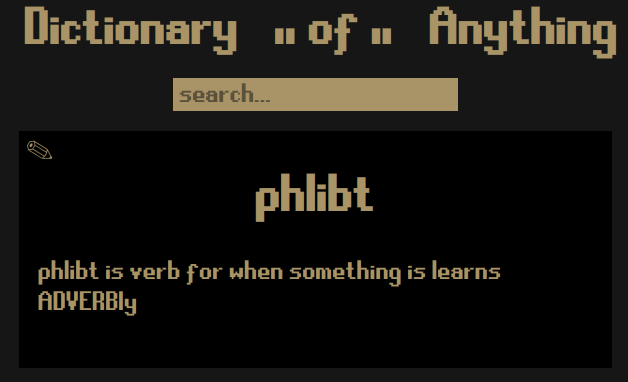 Dictionary „ of „ Anything
search...
phlibt
phlibt is verb for when something is learns
ADVERBly